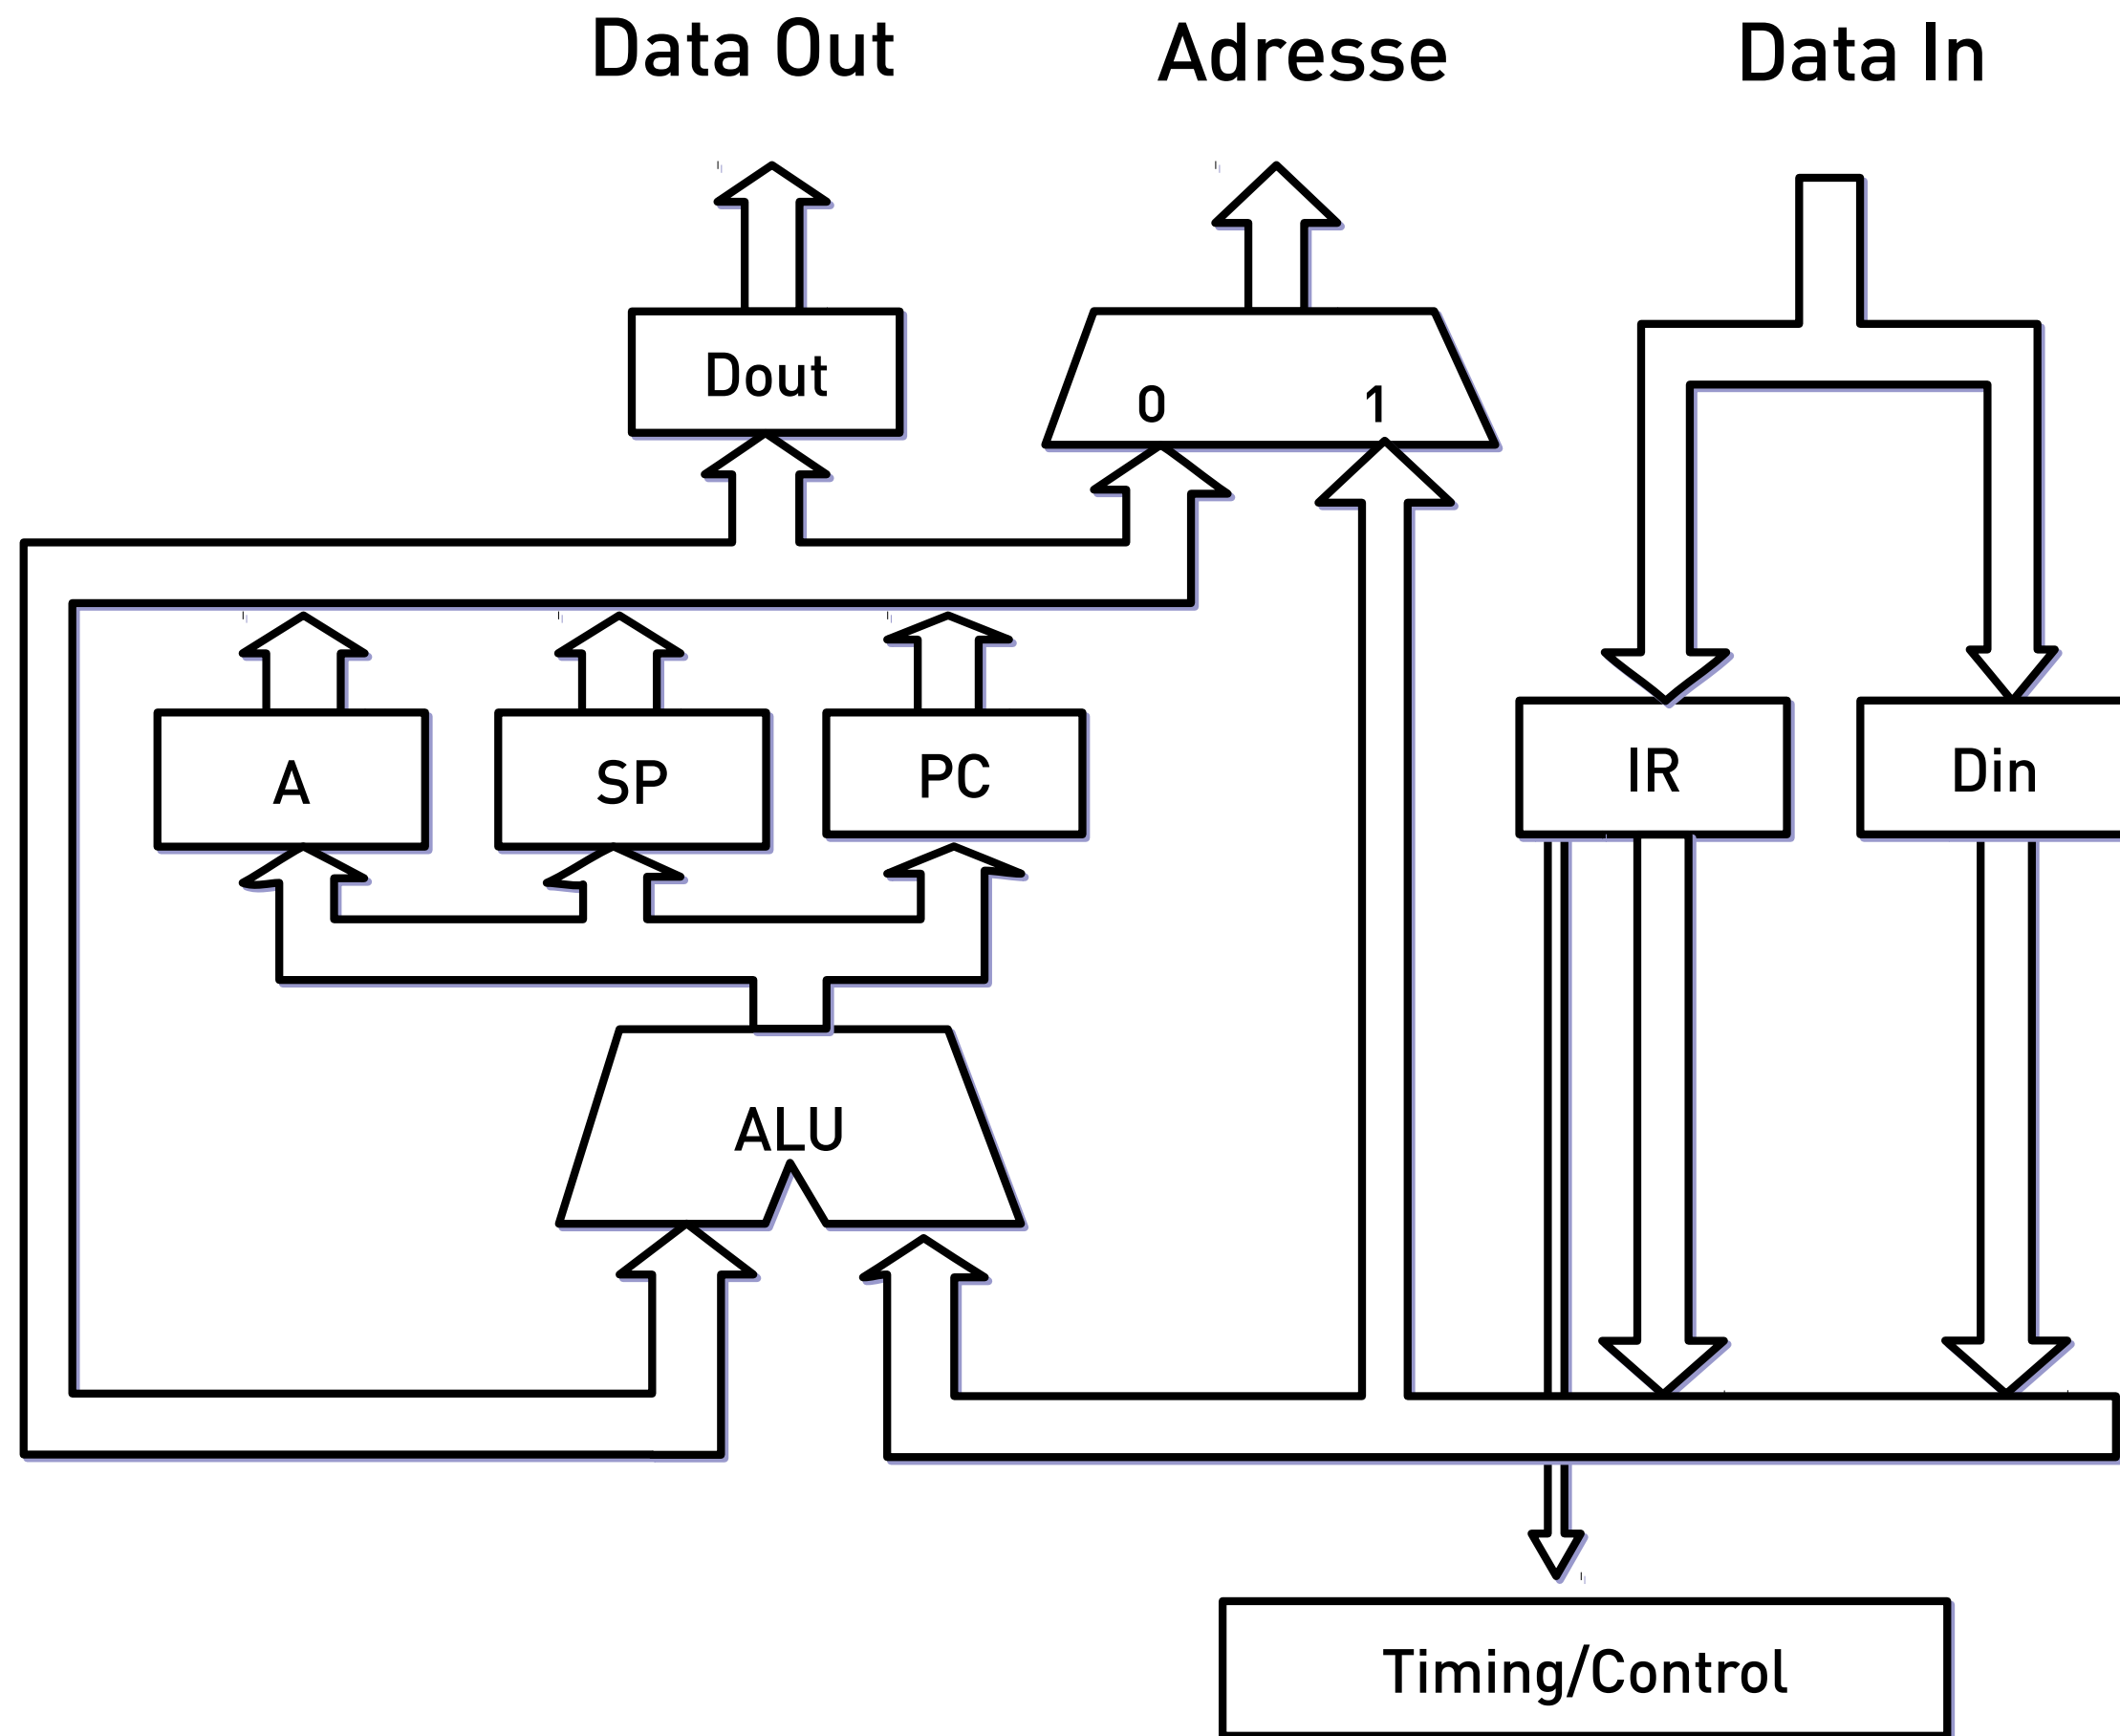 Data Out
Adresse
Data In
Dout
0
1
A
SP
PC
IR
Din
ALU
Timing/Control